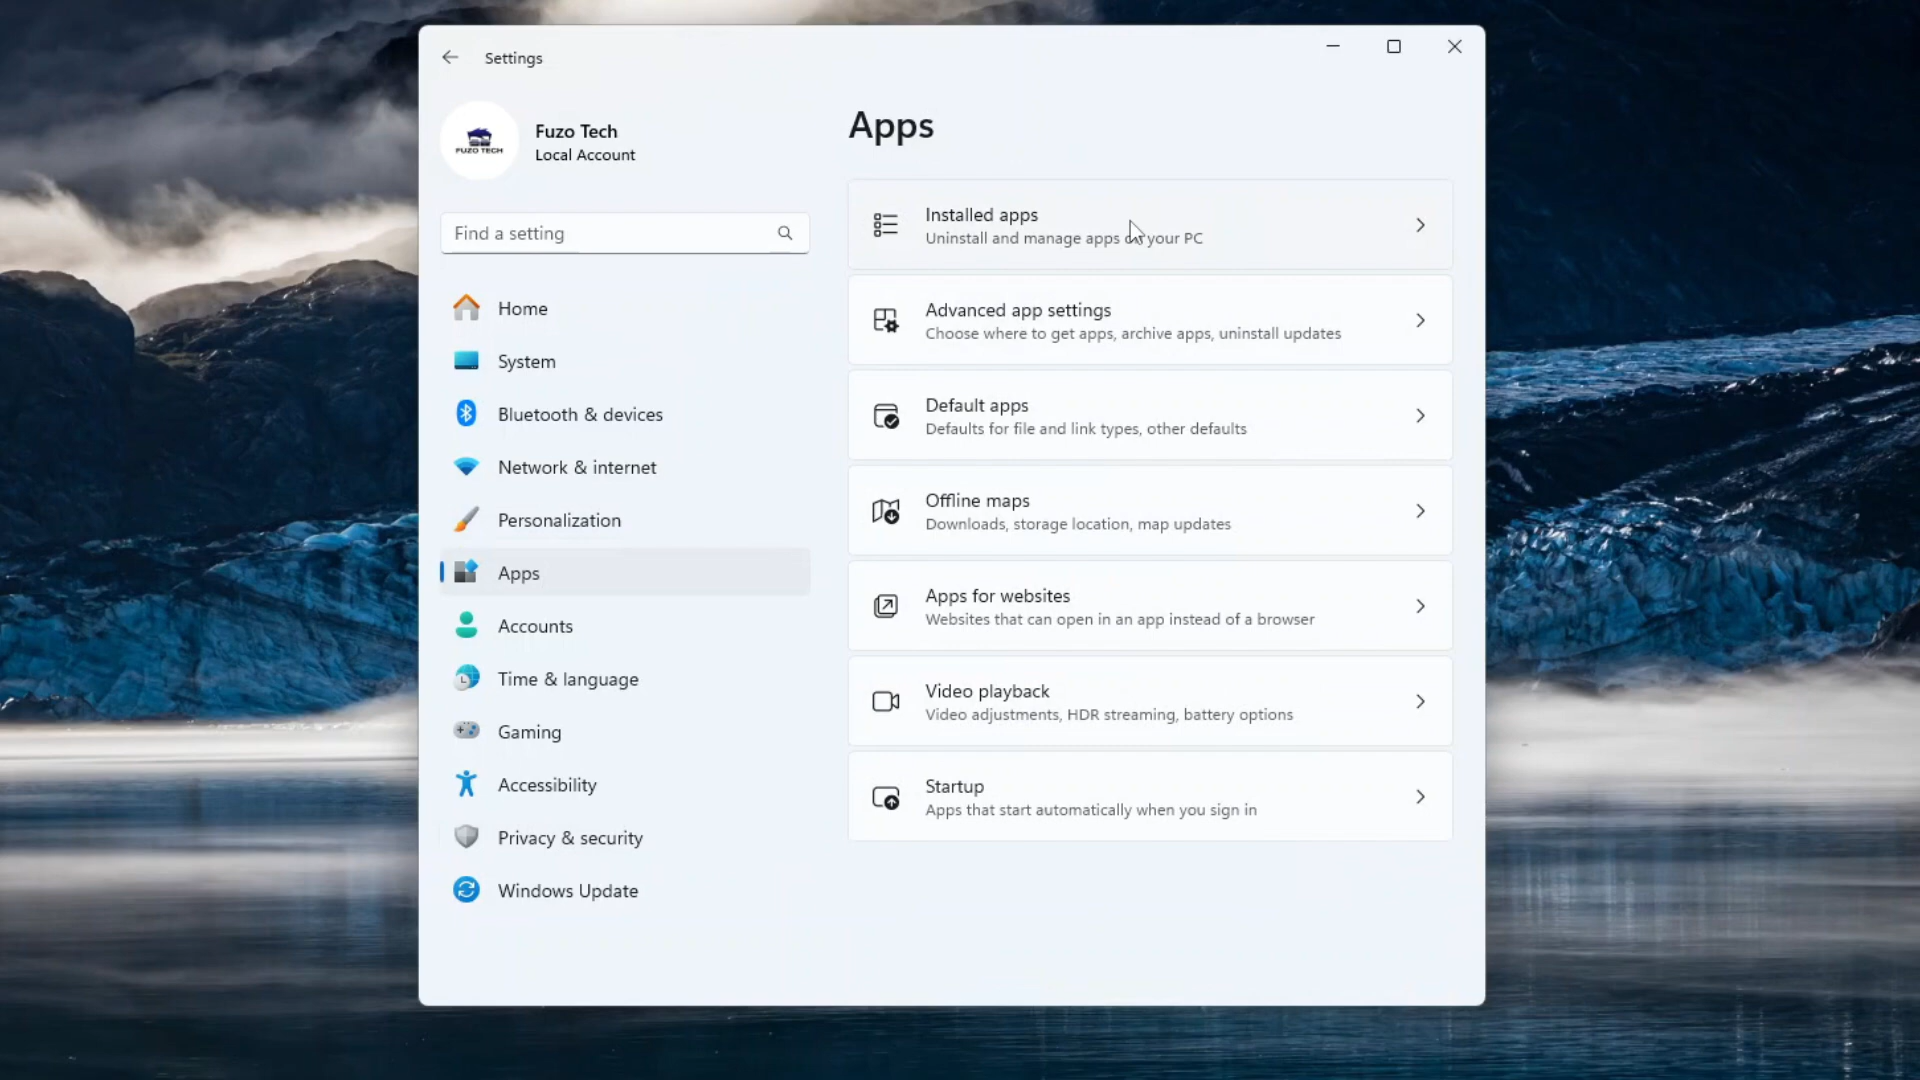 Settings
FUZO TECH
Fuzo Tech
Local Account
Find a setting
Home
System
Bluetooth & devices
Network & internet
Personalization
Apps
Accounts
Time & language
Gaming
Accessibility
Privacy & security
Windows Update
Apps
Installed apps
Uninstall and manage apps on your PC
Advanced app settings
Choose where to get apps, archive apps, uninstall updates
Default apps
Defaults for file and link types, other defaults
Offline maps
Downloads, storage location, map updates
Apps for websites
Websites that can open in an app instead of a browser
Video playback
Video adjustments, HDR streaming, battery options
Startup
Apps that start automatically when you sign in